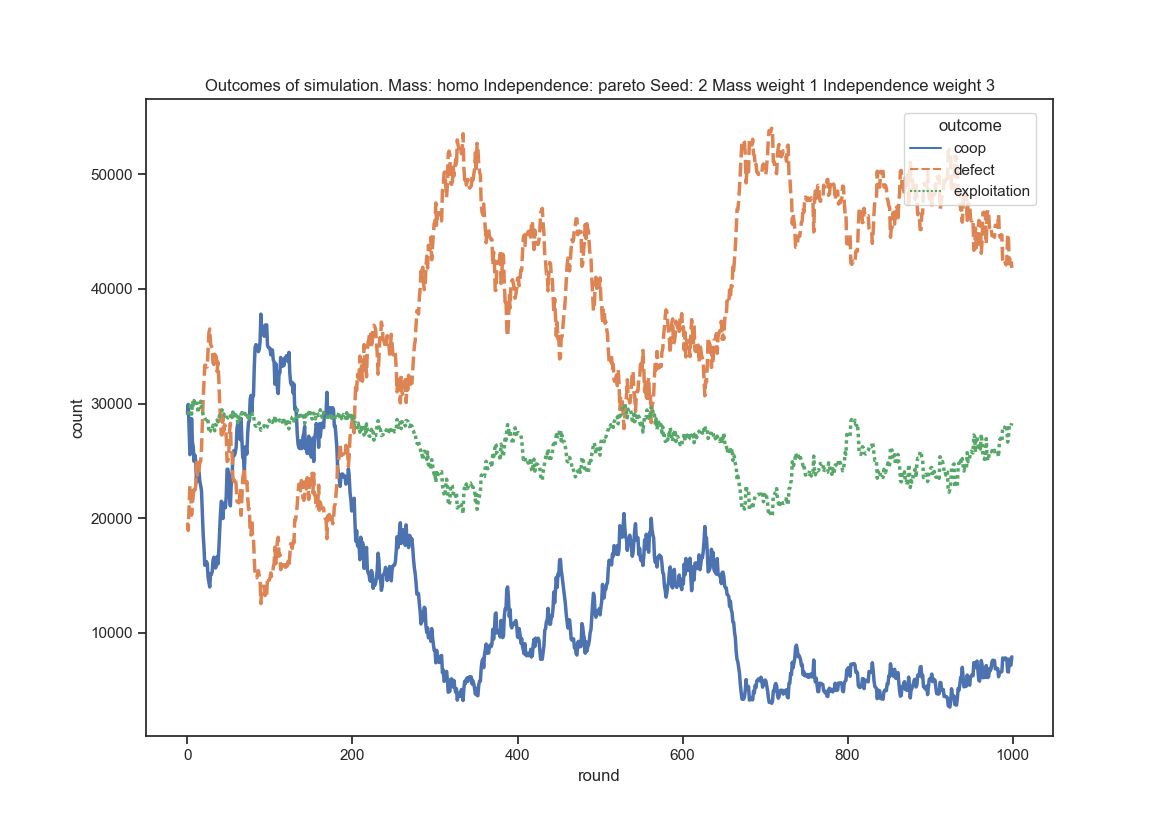 Outcomes of simulation. Mass: homo Independence: pareto Seed: 2 Mass weight 1 Independence weight 3
outcome
coop
defect
exploitation
50000
40000
30000
20000
10000
count
0 200 400 600 800 1000
round